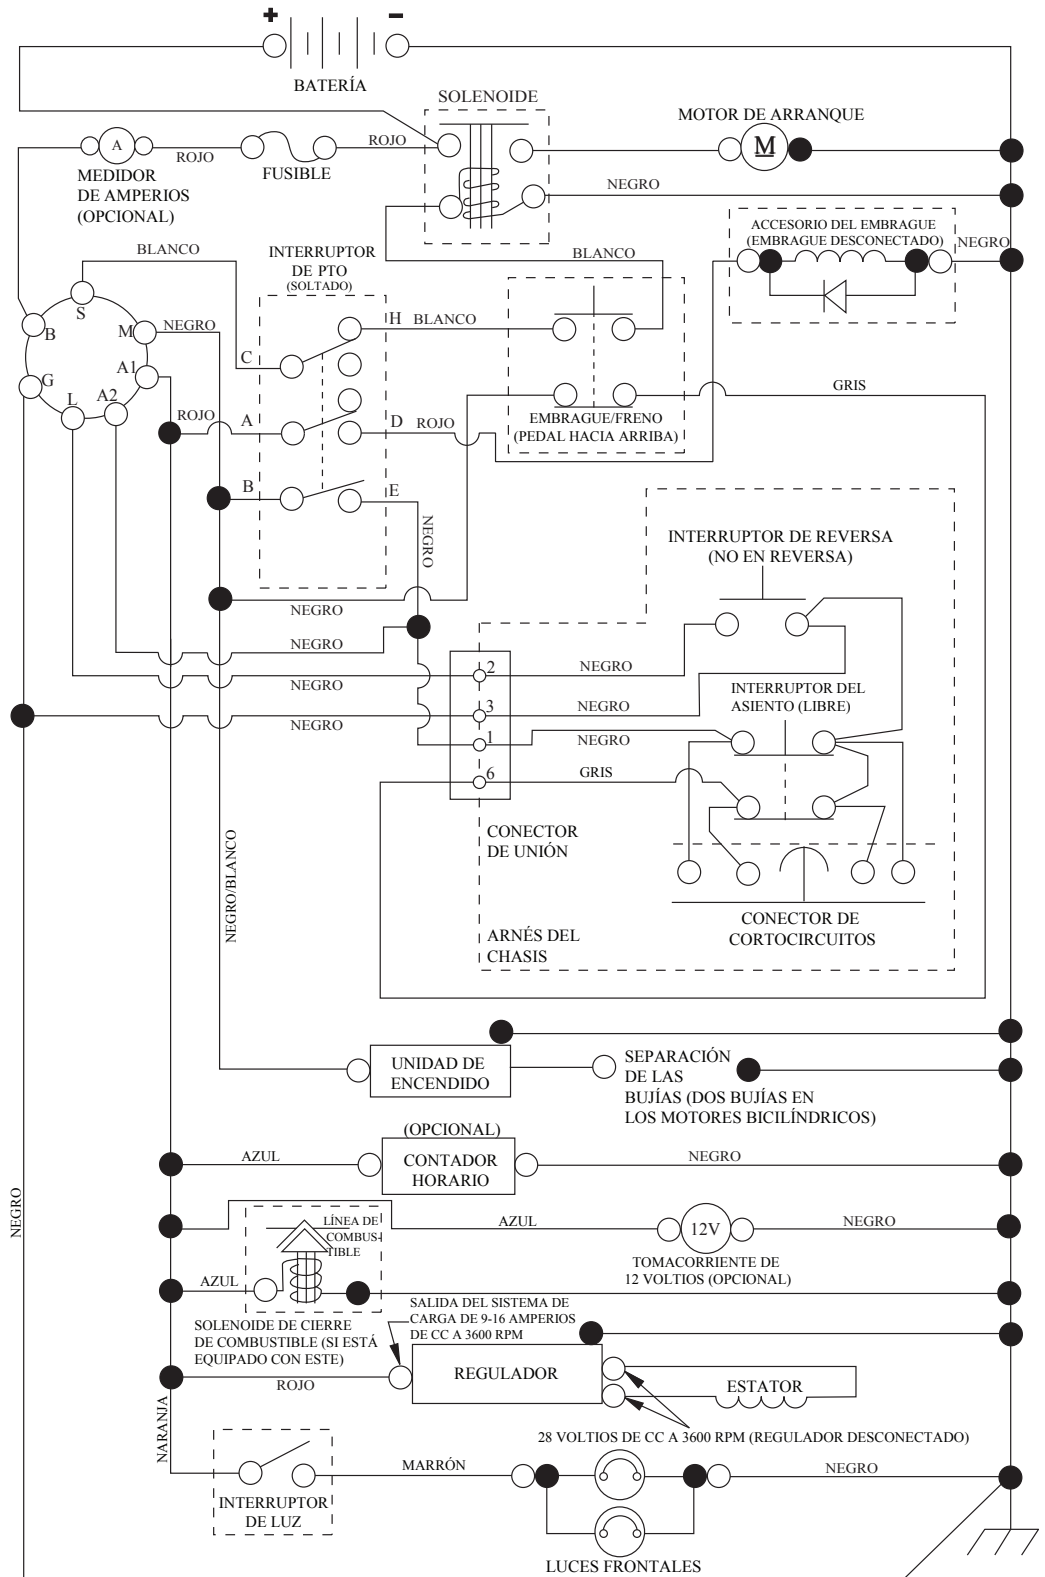 + −
BATERÍA
SOLENOIDE
MOTOR DE ARRANQUE
A
ROJO
FUSIBLE
ROJO
M
MEDIDOR
DE AMPERIOS
(OPCIONAL)
NEGRO
ACCESORIO DEL EMBRAGUE
(EMBRAGUE DESCONECTADO)
NEGRO
BLANCO
INTERRUPTOR
DE PTO
(SOLTADO)
BLANCO
S
B
M
NEGRO
H
BLANCO
C
A1
G
L
A2
ROJO
A
D
ROJO
GRIS
EMBRAGUE/FRENO
(PEDAL HACIA ARRIBA)
B
E
NEGRO
INTERRUPTOR DE REVERSA
(NO EN REVERSA)
NEGRO
NEGRO
NEGRO
2
NEGRO
INTERRUPTOR DEL
ASIENTO (LIBRE)
NEGRO
3
NEGRO
1
NEGRO
6
GRIS
CONECTOR
DE UNIÓN
NEGRO/BLANCO
CONECTOR DE
CORTOCIRCUITOS
ARNÉS DEL
CHASIS
UNIDAD DE
ENCENDIDO
SEPARACIÓN
DE LAS
BUJÍAS (DOS BUJÍAS EN
LOS MOTORES BICILÍNDRICOS)
(OPCIONAL)
AZUL
CONTADOR
HORARIO
NEGRO
NEGRO
LÍNEA DE
COMBUS-
TIBLE
AZUL
12V
NEGRO
TOMACORRIENTE DE
12 VOLTIOS (OPCIONAL)
AZUL
SOLENOIDE DE CIERRE
DE COMBUSTIBLE (SI ESTÁ
EQUIPADO CON ESTE)
SALIDA DEL SISTEMA DE
CARGA DE 9-16 AMPERIOS
DE CC A 3600 RPM
ROJO
REGULADOR
ESTATOR
NARANJA
28 VOLTIOS DE CC A 3600 RPM (REGULADOR DESCONECTADO)
MARRÓN
NEGRO
INTERRUPTOR
DE LUZ
LUCES FRONTALES